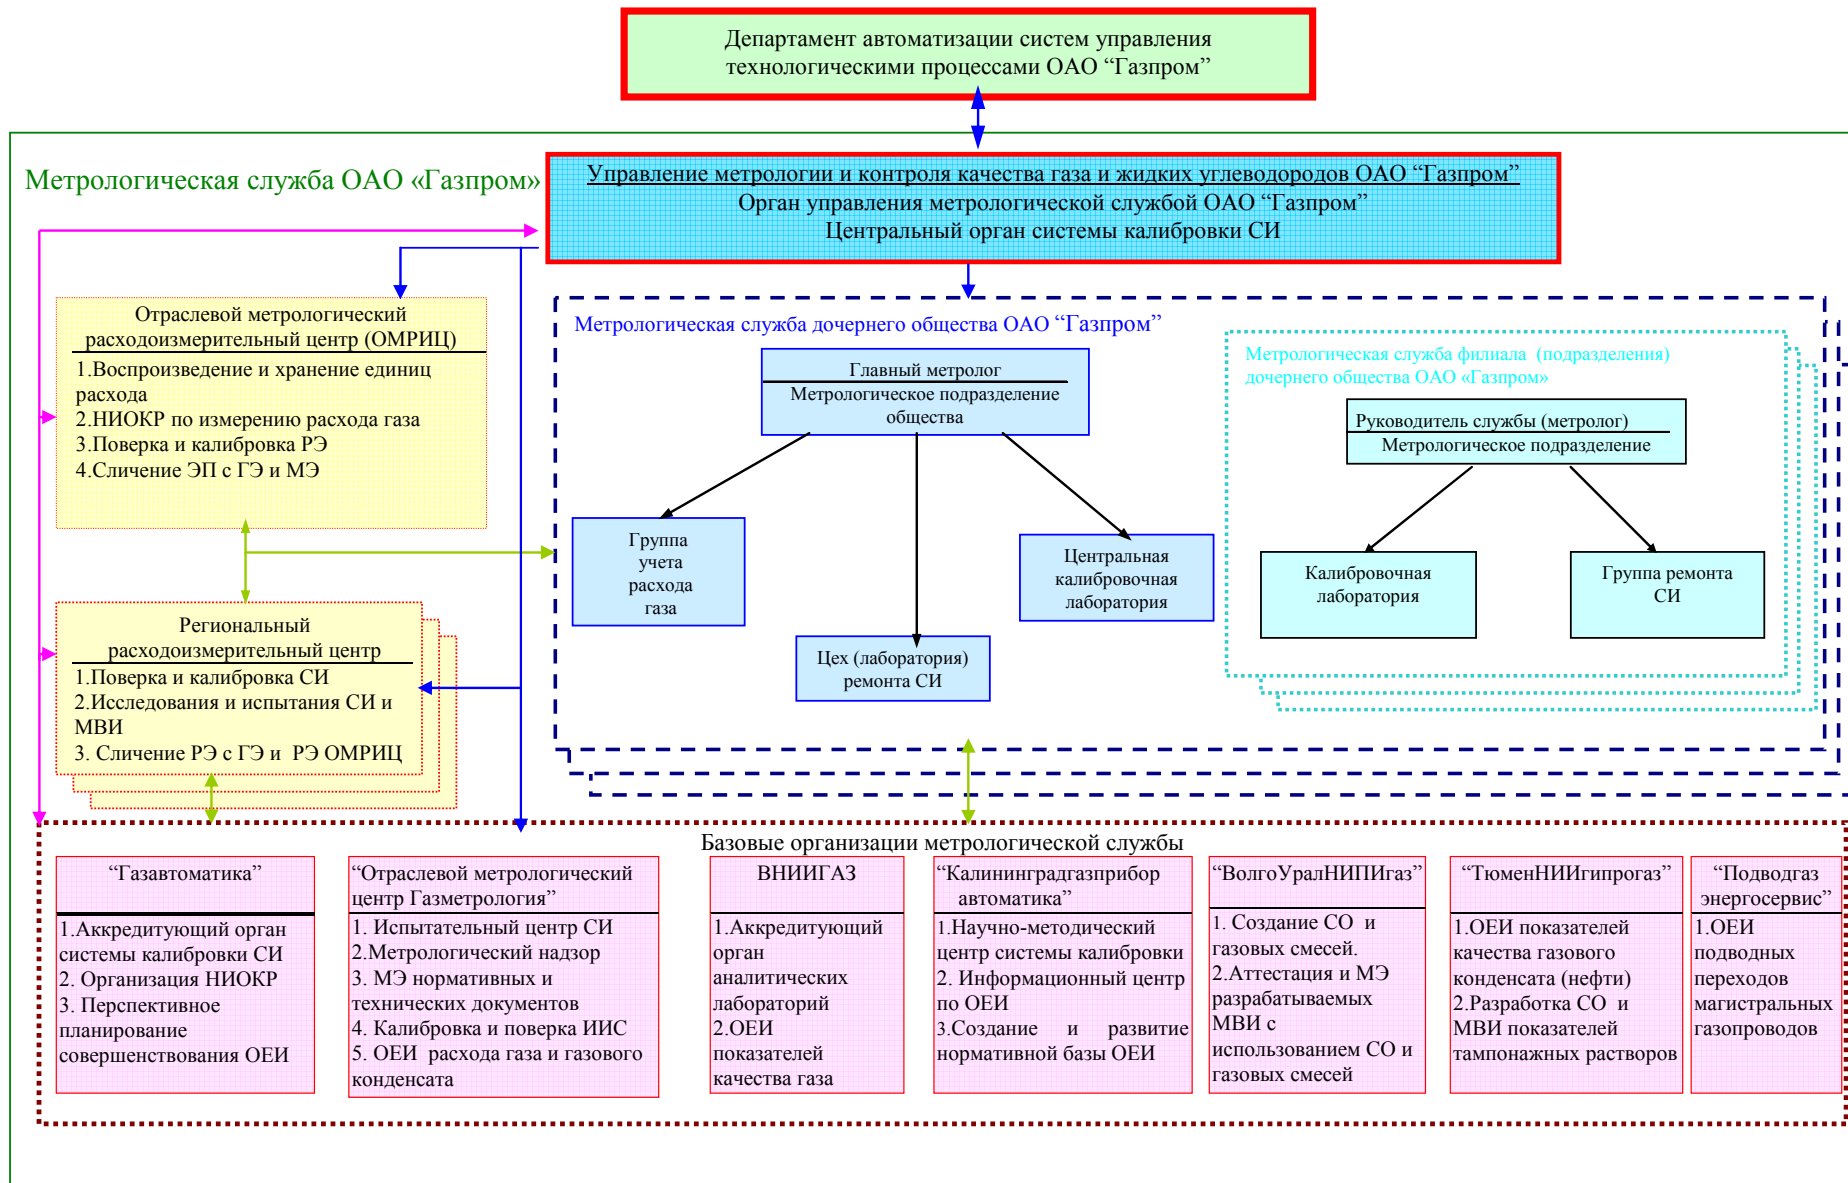 Департамент автоматизации систем управления
технологическими процессами ОАО “Газпром”
Метрологическая служба ОАО «Газпром»
Управление метрологии и контроля качества газа и жидких углеводородов ОАО “Газпром”
Орган управления метрологической службой ОАО “Газпром”
Центральный орган системы калибровки СИ
Отраслевой метрологический
расходоизмерительный центр (ОМРИЦ)
1.Воспроизведение и хранение единиц
расхода
2.НИОКР по измерению расхода газа
3.Поверка и калибровка РЭ
4.Сличение ЭП с ГЭ и МЭ
Региональный
расходоизмерительный центр
1.Поверка и калибровка СИ
2.Исследования и испытания СИ и
МВИ
3. Сличение РЭ с ГЭ и РЭ ОМРИЦ
Метрологическая служба дочернего общества ОАО “Газпром”
Главный метролог
Метрологическое подразделение
общества
Группа
учета
расхода
газа
Цех (лаборатория)
ремонта СИ
Центральная
калибровочная
лаборатория
Метрологическая служба филиала (подразделения)
дочернего общества ОАО «Газпром»
Руководитель службы (метролог)
Метрологическое подразделение
Калибровочная
лаборатория
Группа ремонта
СИ
Базовые организации метрологической службы
“Газавтоматика”
1.Аккредитующий орган
системы калибровки СИ
2. Организация НИОКР
3. Перспективное
планирование
совершенствования ОЕИ
“Отраслевой метрологический
центр Газметрология”
1. Испытательный центр СИ
2.Метрологический надзор
3. МЭ нормативных и
технических документов
4. Калибровка и поверка ИИС
5. ОЕИ расхода газа и газового
конденсата
ВНИИГАЗ
1.Аккредитующий
орган
аналитических
лабораторий
2.ОЕИ
показателей
качества газа
“Калининградгазприбор
автоматика”
1.Научно-методический
центр системы калибровки
2. Информационный центр
по ОЕИ
3.Создание и развитие
нормативной базы ОЕИ
“ВолгоУралНИПИгаз”
1. Создание СО и
газовых смесей.
2.Аттестация и МЭ
разрабатываемых
МВИ с
использованием СО и
газовых смесей
“ТюменНИИгипрогаз”
1.ОЕИ показателей
качества газового
конденсата (нефти)
2.Разработка СО и
МВИ показателей
тампонажных растворов
“Подводгаз
энергосервис”
1.ОЕИ
подводных
переходов
магистральных
газопроводов